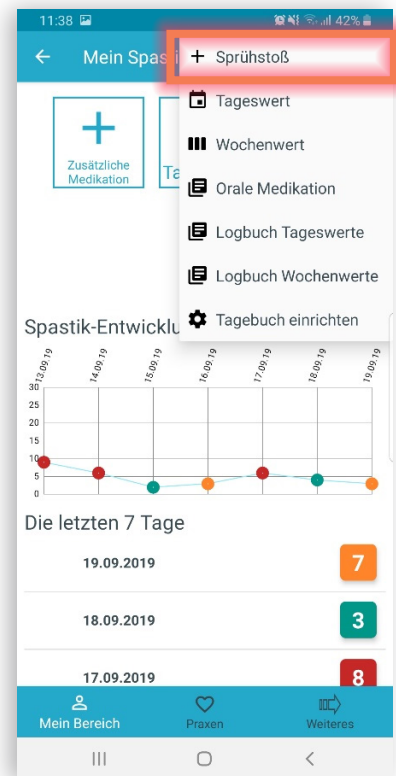 11:38 42%
Mein Spas
+ Sprühstoß
Tageswert
Wochenwert
Orale Medikation
Logbuch Tageswerte
Logbuch Wochenwerte
Tagebuch einrichten
Zusätzliche
Medikation
Ta
Spastik-Entwicklu
13.09.19 14.09.19 15.09.19 16.09.19 17.09.19 18.09.19 19.09.19
30
25
20
15
10
5
0
Die letzten 7 Tage
19.09.2019 7
18.09.2019 3
17.09.2019 8
Mein Bereich Praxen Weiteres